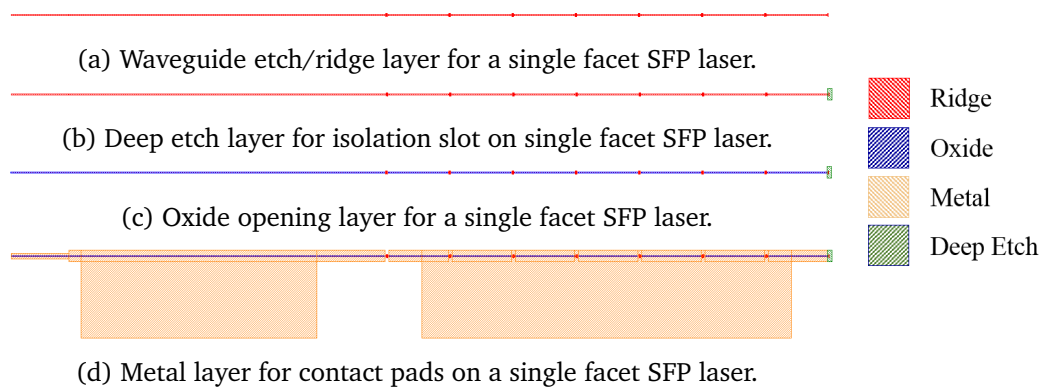 (a) Waveguide etch/ridge layer for a single facet SFP laser.
(b) Deep etch layer for isolation slot on single facet SFP laser.
(c) Oxide opening layer for a single facet SFP laser.
(d) Metal layer for contact pads on a single facet SFP laser.
Ridge
Oxide
Metal
Deep Etch